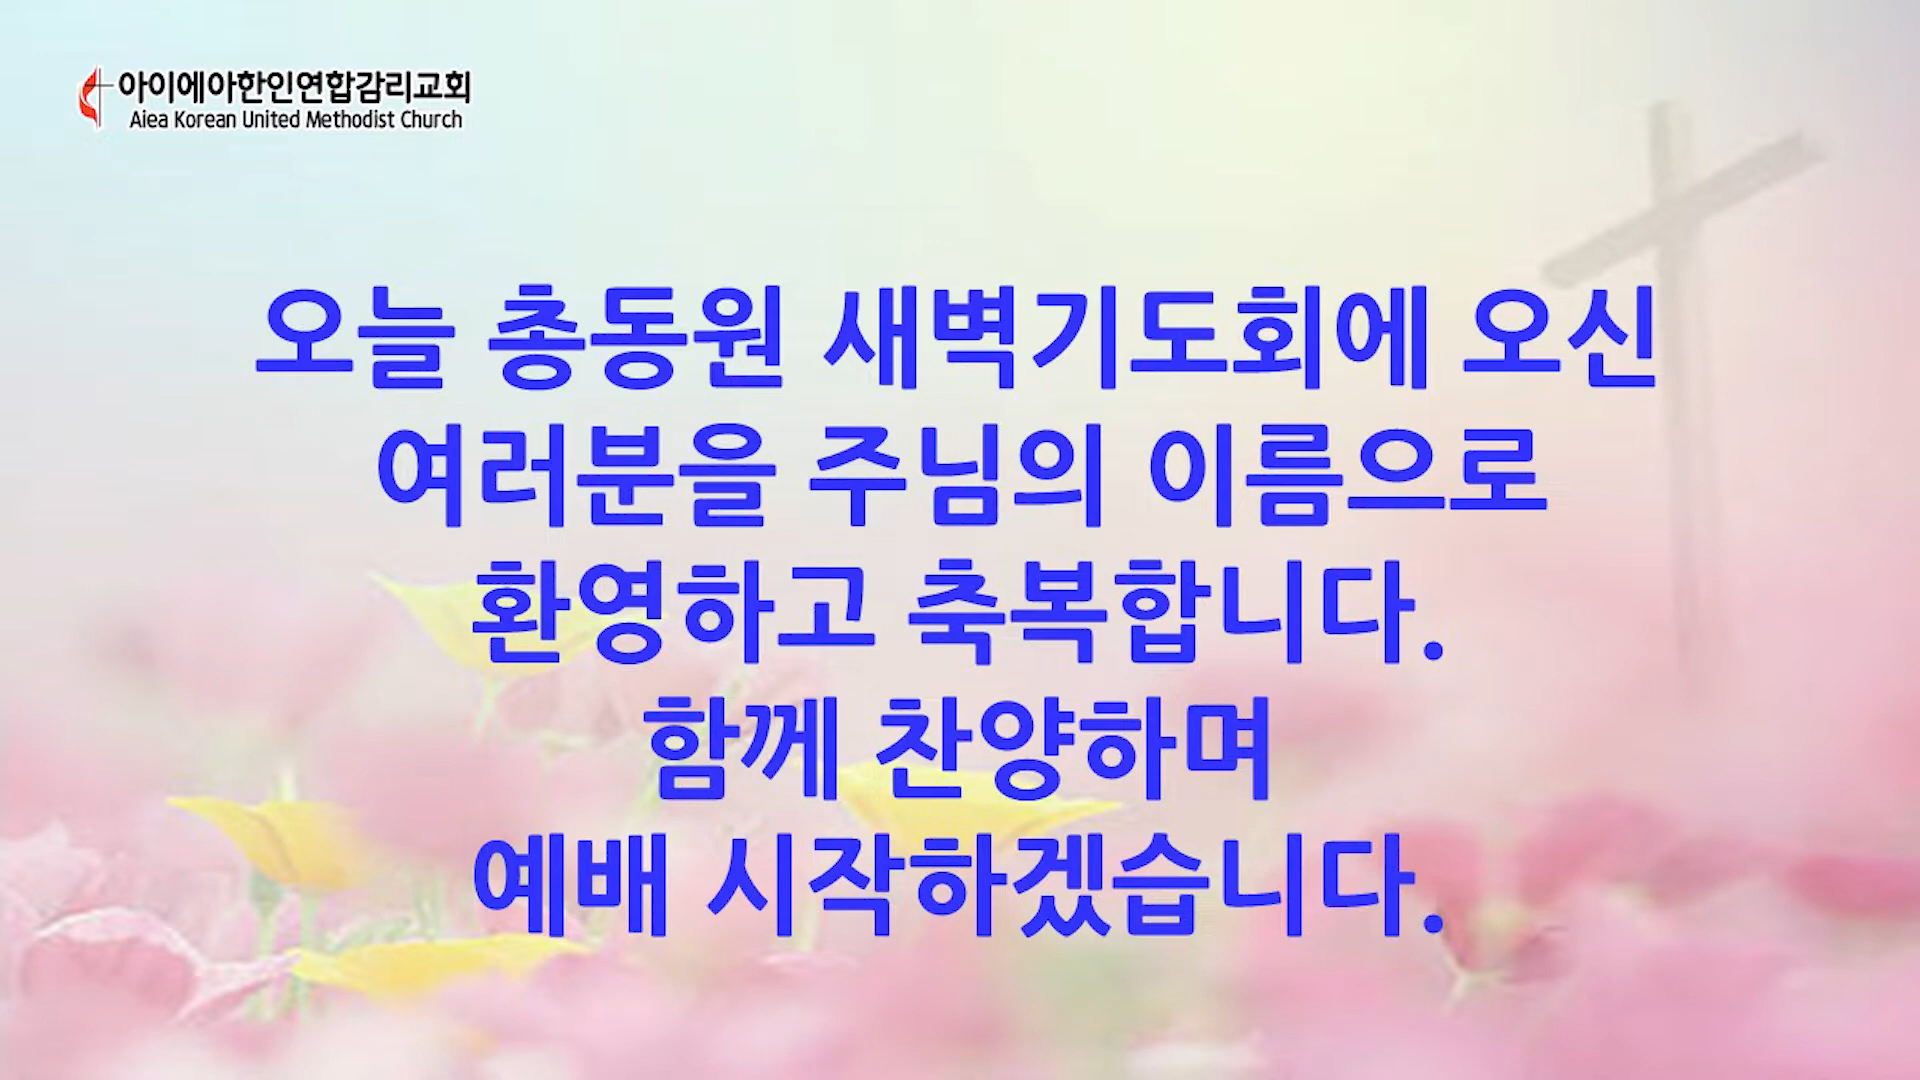 아이에아한인연합감리교회
Aiea Korean United Methodist Church
오늘 총동원 새벽기도회에 오신
여러분을 주님의 이름으로
환영하고 축복합니다.
함께 찬양하며
예배 시작하겠습니다.